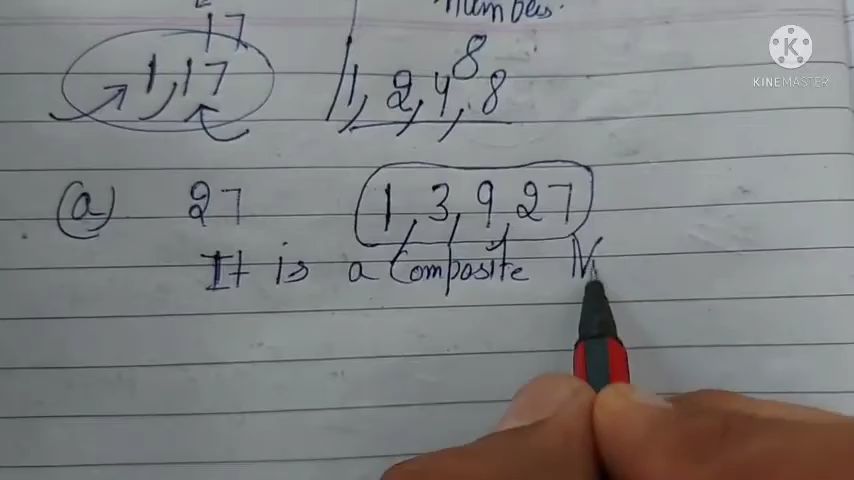 numbers.
17
8
1, 17
1, 2, 4, 8
(a) 27 1, 3, 9, 27
It is a Composite N
K
KINEMASTER